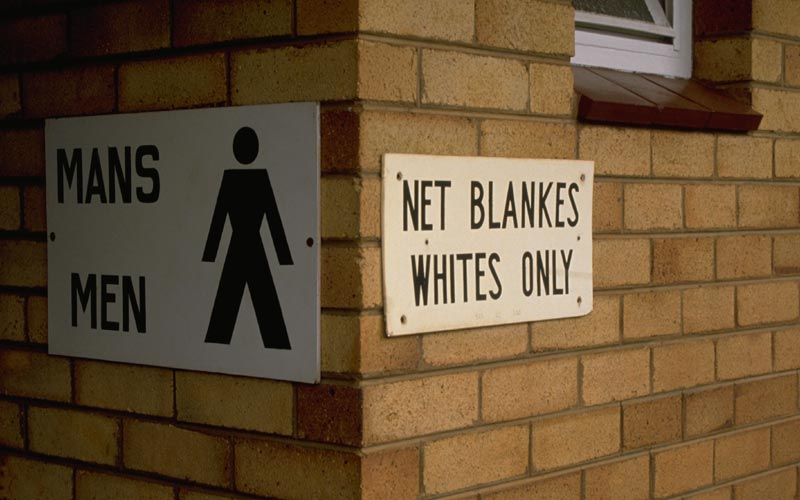 MANS
MEN
NET BLANKES
WHITES ONLY